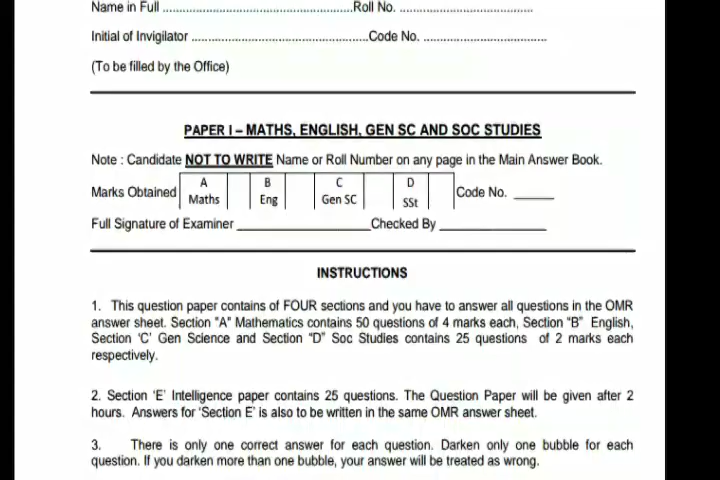 Name in Full ..............................................................Roll No. ............................................
Initial of Invigilator ..........................................................Code No. .........................................
(To be filled by the Office)
PAPER I – MATHS, ENGLISH, GEN SC AND SOC STUDIES
Note : Candidate NOT TO WRITE Name or Roll Number on any page in the Main Answer Book.
Marks Obtained A Maths B Eng C Gen SC D SSt Code No. ______
Full Signature of Examiner ____________________Checked By ________________
INSTRUCTIONS
1. This question paper contains of FOUR sections and you have to answer all questions in the OMR
answer sheet. Section "A" Mathematics contains 50 questions of 4 marks each, Section "B" English,
Section 'C' Gen Science and Section "D" Soc Studies contains 25 questions of 2 marks each
respectively.
2. Section 'E' Intelligence paper contains 25 questions. The Question Paper will be given after 2
hours. Answers for 'Section E' is also to be written in the same OMR answer sheet.
3. There is only one correct answer for each question. Darken only one bubble for each
question. If you darken more than one bubble, your answer will be treated as wrong.